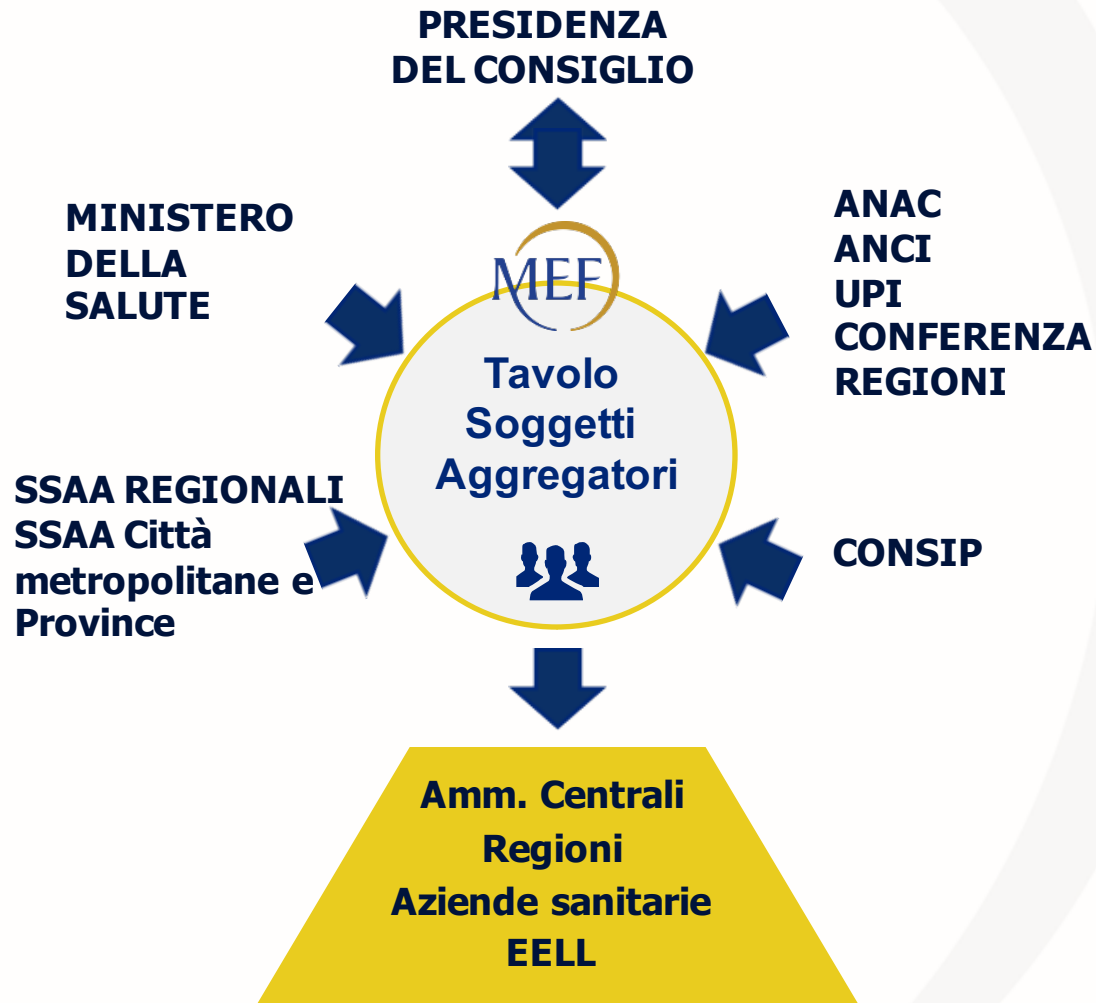 PRESIDENZA
DEL CONSIGLIO
MINISTERO
DELLA
SALUTE
ANAC
ANCI
UPI
CONFERENZA
REGIONI
MEF
Tavolo
Soggetti
Aggregatori
SSAA REGIONALI
SSAA Città
metropolitane e
Province
CONSIP
Amm. Centrali
Regioni
Aziende sanitarie
EELL